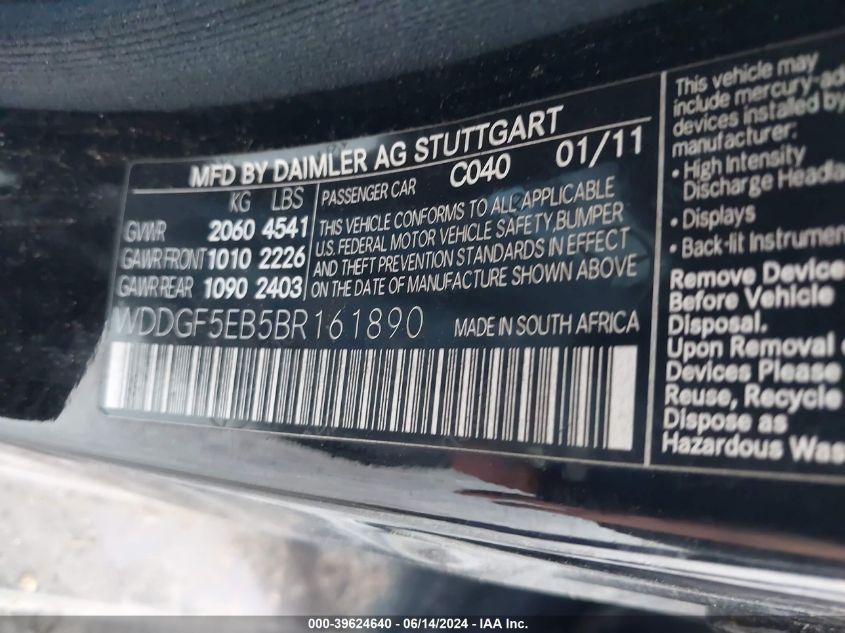 MFD BY DAIMLER AG STUTTGART
C040 01/11
KG LBS
GVWR 2060 4541
GAWR FRONT 1010 2226
GAWR REAR 1090 2403
PASSENGER CAR
THIS VEHICLE CONFORMS TO ALL APPLICABLE
U.S. FEDERAL MOTOR VEHICLE SAFETY, BUMPER
AND THEFT PREVENTION STANDARDS IN EFFECT
ON THE DATE OF MANUFACTURE SHOWN ABOVE
WDDGF5EB5BR161890 MADE IN SOUTH AFRICA
This vehicle may
include mercury-ad
devices installed by
manufacturer:
• High Intensity
Discharge Headla
• Displays
• Back-lit Instrumen
Remove Device
Before Vehicle
Disposal.
Upon Removal
Devices Please
Reuse, Recycle
Dispose as
Hazardous Was
000-39624640 - 06/14/2024 - IAA Inc.